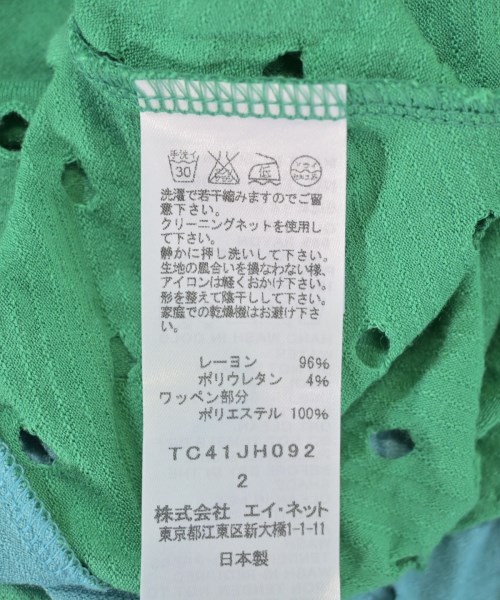 手洗イ
30
低
ドライ
洗濯で若干縮みますのでご留
意下さい。
クリーニングネットを使用し
て下さい。
静かに押し洗いして下さい。
生地の風合いを損なわない様、
アイロンは軽くおかけ下さい。
形を整えて陰干しして下さい。
家庭での乾燥機はお避け下さ
い。
レーヨン 96%
ポリウレタン 4%
ワッペン部分
ポリエステル 100%
TC41JH092
2
株式会社 エイ・ネット
東京都江東区新大橋1-1-11
日本製